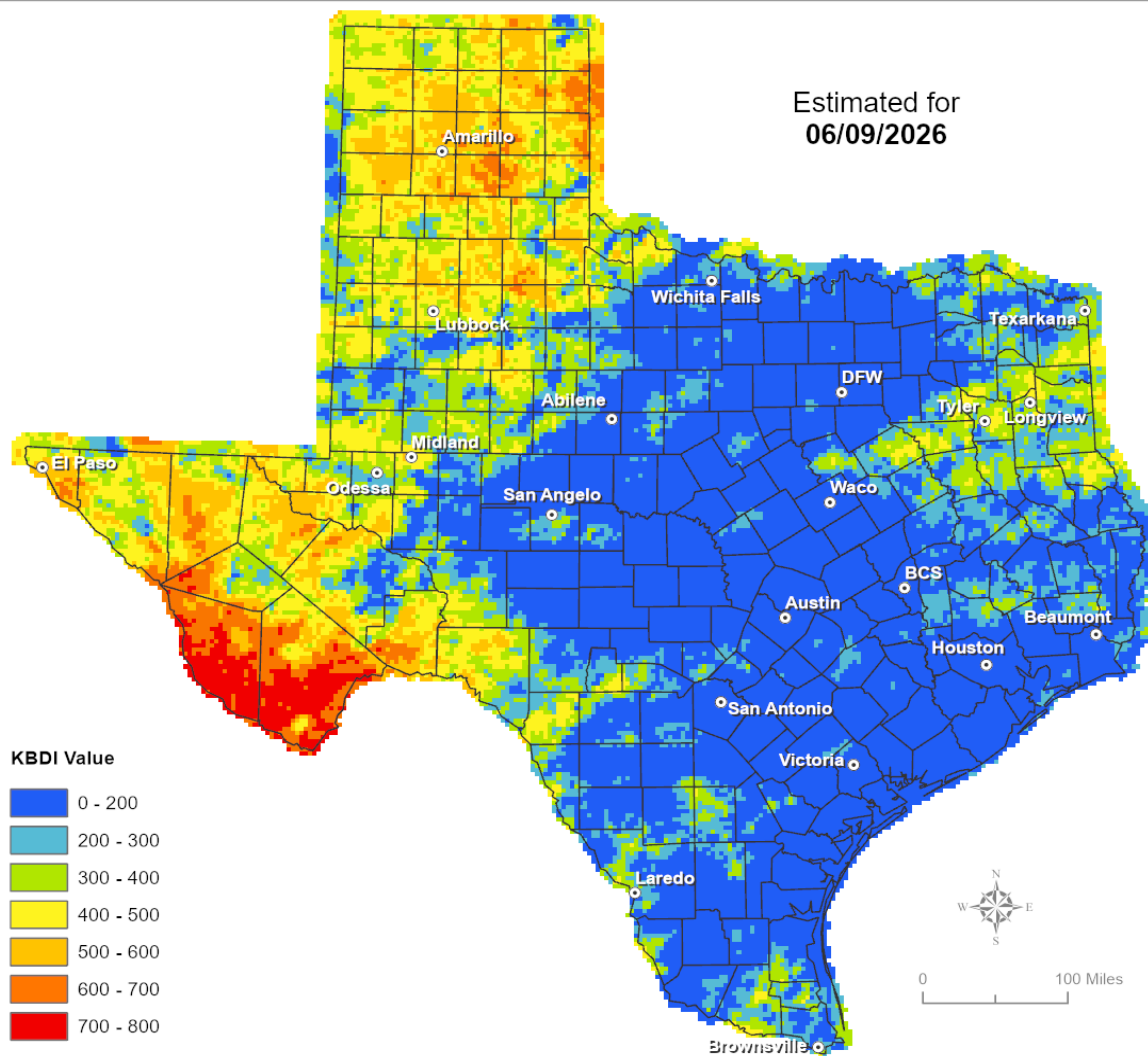 Estimated for
06/09/2026
Amarillo
Wichita Falls
Lubbock
Texarkana
DFW
Abilene
Tyler
Longview
Midland
El Paso
Odessa
San Angelo
Waco
BCS
Austin
Beaumont
Houston
San Antonio
Victoria
Laredo
Brownsville
KBDI Value
0 - 200
200 - 300
300 - 400
400 - 500
500 - 600
600 - 700
700 - 800
N
W E
S
0 100 Miles